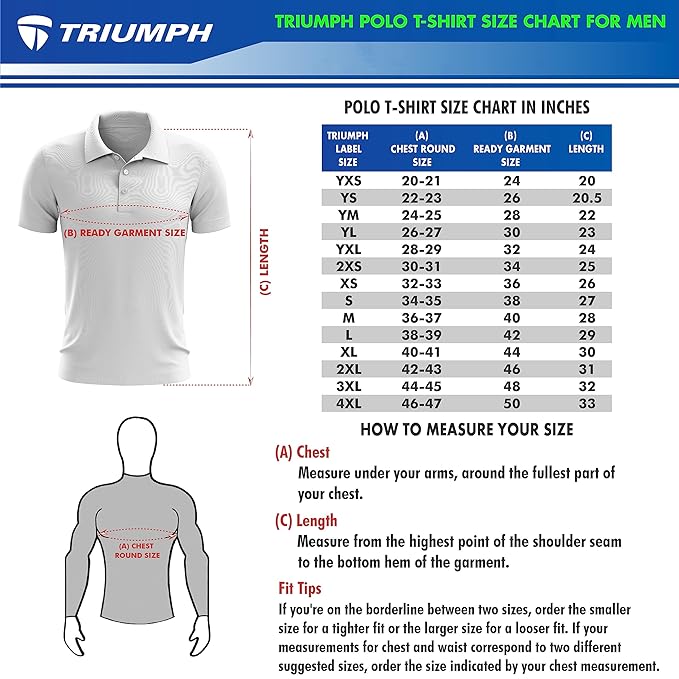 TRIUMPH
TRIUMPH POLO T-SHIRT SIZE CHART FOR MEN
POLO T-SHIRT SIZE CHART IN INCHES
(B) READY GARMENT SIZE
(C) LENGTH
TRIUMPH LABEL SIZE (A) CHEST ROUND SIZE (B) READY GARMENT SIZE (C) LENGTH
YXS 20-21 24 20
YS 22-23 26 20.5
YM 24-25 28 22
YL 26-27 30 23
YXL 28-29 32 24
2XS 30-31 34 25
XS 32-33 36 26
S 34-35 38 27
M 36-37 40 28
L 38-39 42 29
XL 40-41 44 30
2XL 42-43 46 31
3XL 44-45 48 32
4XL 46-47 50 33
(A) CHEST
ROUND SIZE
HOW TO MEASURE YOUR SIZE
(A) Chest
Measure under your arms, around the fullest part of
your chest.
(C) Length
Measure from the highest point of the shoulder seam
to the bottom hem of the garment.
Fit Tips
If you're on the borderline between two sizes, order the smaller
size for a tighter fit or the larger size for a looser fit. If your
measurements for chest and waist correspond to two different
suggested sizes, order the size indicated by your chest measurement.